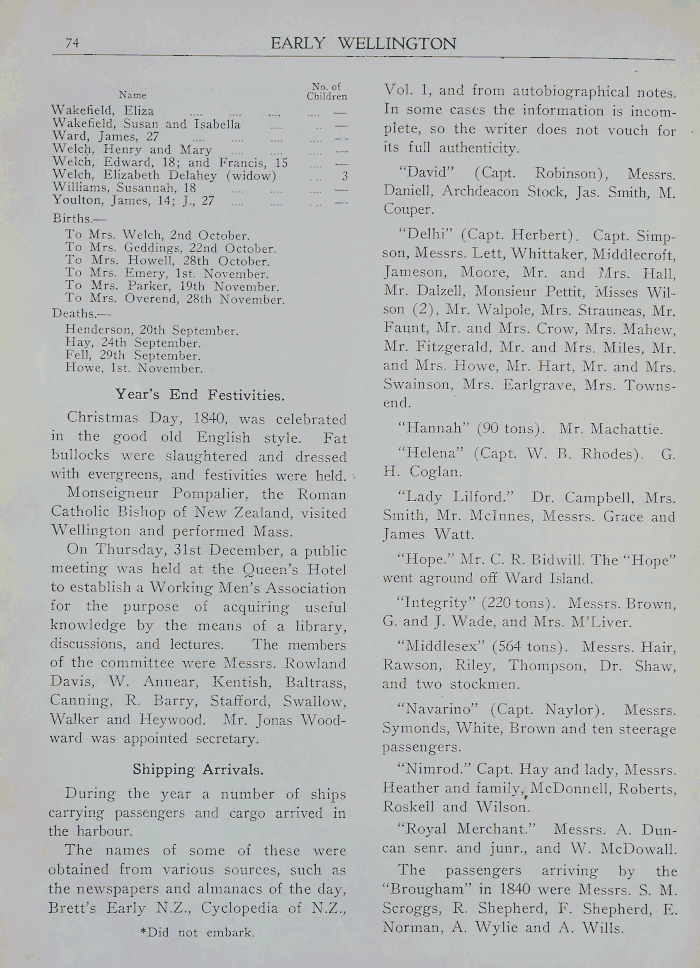 74 EARLY WELLINGTON
Name No. of Children
Wakefield, Eliza .... .... .... .... —
Wakefield, Susan and Isabella .... .. —
Ward, James, 27 .... .... .... .... —
Welch, Henry and Mary .... .... .... —
Welch, Edward, 18; and Francis, 15 .... —
Welch, Elizabeth Delahey (widow) ... 3
Williams, Susannah, 18 .... .... .... —
Youlton, James, 14; J., 27 .... .... ... —
Births.—
To Mrs. Welch, 2nd October.
To Mrs. Geddings, 22nd October.
To Mrs. Howell, 28th October.
To Mrs. Emery, 1st. November.
To Mrs. Parker, 19th November.
To Mrs. Overend, 28th November.
Deaths.—
Henderson, 20th September.
Hay, 24th September.
Fell, 29th September.
Howe, 1st. November.
Year's End Festivities.
Christmas Day, 1840, was celebrated
in the good old English style. Fat
bullocks were slaughtered and dressed
with evergreens, and festivities were held.
Monseigneur Pompalier, the Roman
Catholic Bishop of New Zealand, visited
Wellington and performed Mass.
On Thursday, 31st December, a public
meeting was held at the Queen's Hotel
to establish a Working Men's Association
for the purpose of acquiring useful
knowledge by the means of a library,
discussions, and lectures. The members
of the committee were Messrs. Rowland
Davis, W. Annear, Kentish, Baltrass,
Canning, R. Barry, Stafford, Swallow,
Walker and Heywood. Mr. Jonas Wood-
ward was appointed secretary.
Shipping Arrivals.
During the year a number of ships
carrying passengers and cargo arrived in
the harbour.
The names of some of these were
obtained from various sources, such as
the newspapers and almanacs of the day,
Brett's Early N.Z., Cyclopedia of N.Z.,
*Did not embark.
Vol. 1, and from autobiographical notes.
In some cases the information is incom-
plete, so the writer does not vouch for
its full authenticity.
"David" (Capt. Robinson), Messrs.
Daniell, Archdeacon Stock, Jas. Smith, M.
Couper.
"Delhi" (Capt. Herbert). Capt. Simp-
son, Messrs. Lett, Whittaker, Middlecroft,
Jameson, Moore, Mr. and Mrs. Hall,
Mr. Dalzell, Monsieur Pettit, Misses Wil-
son (2), Mr. Walpole, Mrs. Strauneas, Mr.
Faunt, Mr. and Mrs. Crow, Mrs. Mahew,
Mr. Fitzgerald, Mr. and Mrs. Miles, Mr.
and Mrs. Howe, Mr. Hart, Mr. and Mrs.
Swainson, Mrs. Earlgrave, Mrs. Towns-
end.
"Hannah" (90 tons). Mr. Machattie.
"Helena" (Capt. W. B. Rhodes). G.
H. Coglan.
"Lady Lilford." Dr. Campbell, Mrs.
Smith, Mr. McInnes, Messrs. Grace and
James Watt.
"Hope." Mr. C. R. Bidwill. The "Hope"
went aground off Ward Island.
"Integrity" (220 tons). Messrs. Brown,
G. and J. Wade, and Mrs. M'Liver.
"Middlesex" (564 tons). Messrs. Hair,
Rawson, Riley, Thompson, Dr. Shaw,
and two stockmen.
"Navarino" (Capt. Naylor). Messrs.
Symonds, White, Brown and ten steerage
passengers.
"Nimrod." Capt. Hay and lady, Messrs.
Heather and family, McDonnell, Roberts,
Roskell and Wilson.
"Royal Merchant." Messrs. A. Dun-
can senr. and junr., and W. McDowall.
The passengers arriving by the
"Brougham" in 1840 were Messrs. S. M.
Scroggs, R. Shepherd, F. Shepherd, E.
Norman, A. Wylie and A. Wills.